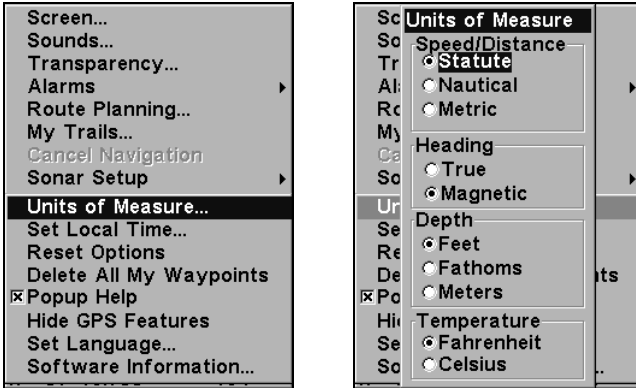 Screen...
Sounds...
Transparency...
Alarms
Route Planning...
My Trails...
Cancel Navigation
Sonar Setup
Units of Measure...
Set Local Time...
Reset Options
Delete All My Waypoints
Popup Help
Hide GPS Features
Set Language...
Software Information...
Units of Measure
Speed/Distance
Statute
Nautical
Metric
Heading
True
Magnetic
Depth
Feet
Fathoms
Meters
Temperature
Fahrenheit
Celsius